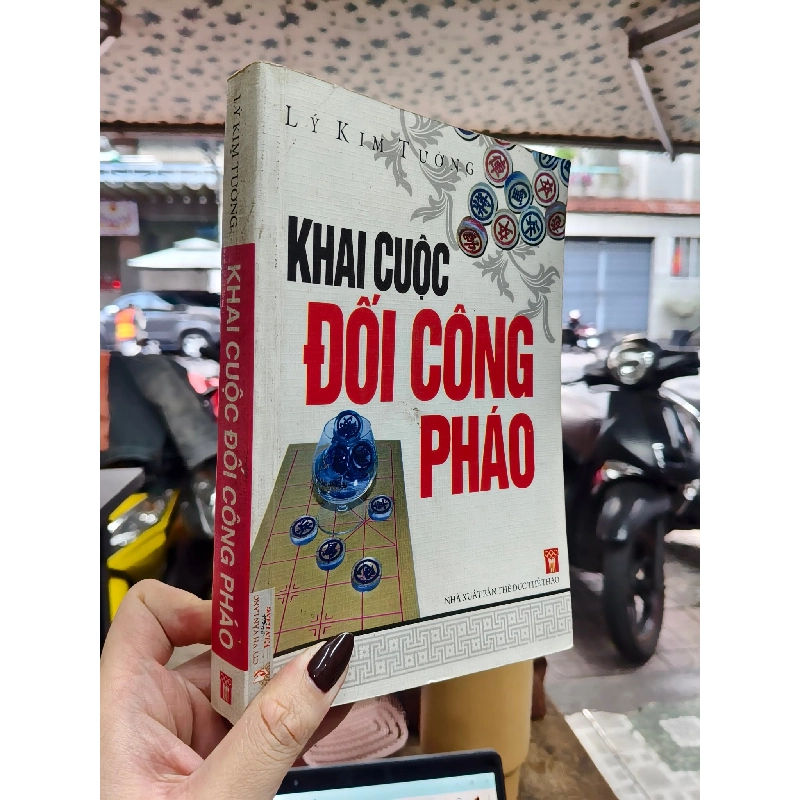 LÝ KIM TƯỜNG
KHAI CUỘC
ĐỐI CÔNG
PHÁO
NHÀ XUẤT BẢN THỂ DỤC THỂ THAO
LÝ KIM TƯỜNG
KHAI CUỘC ĐỐI CÔNG PHÁO